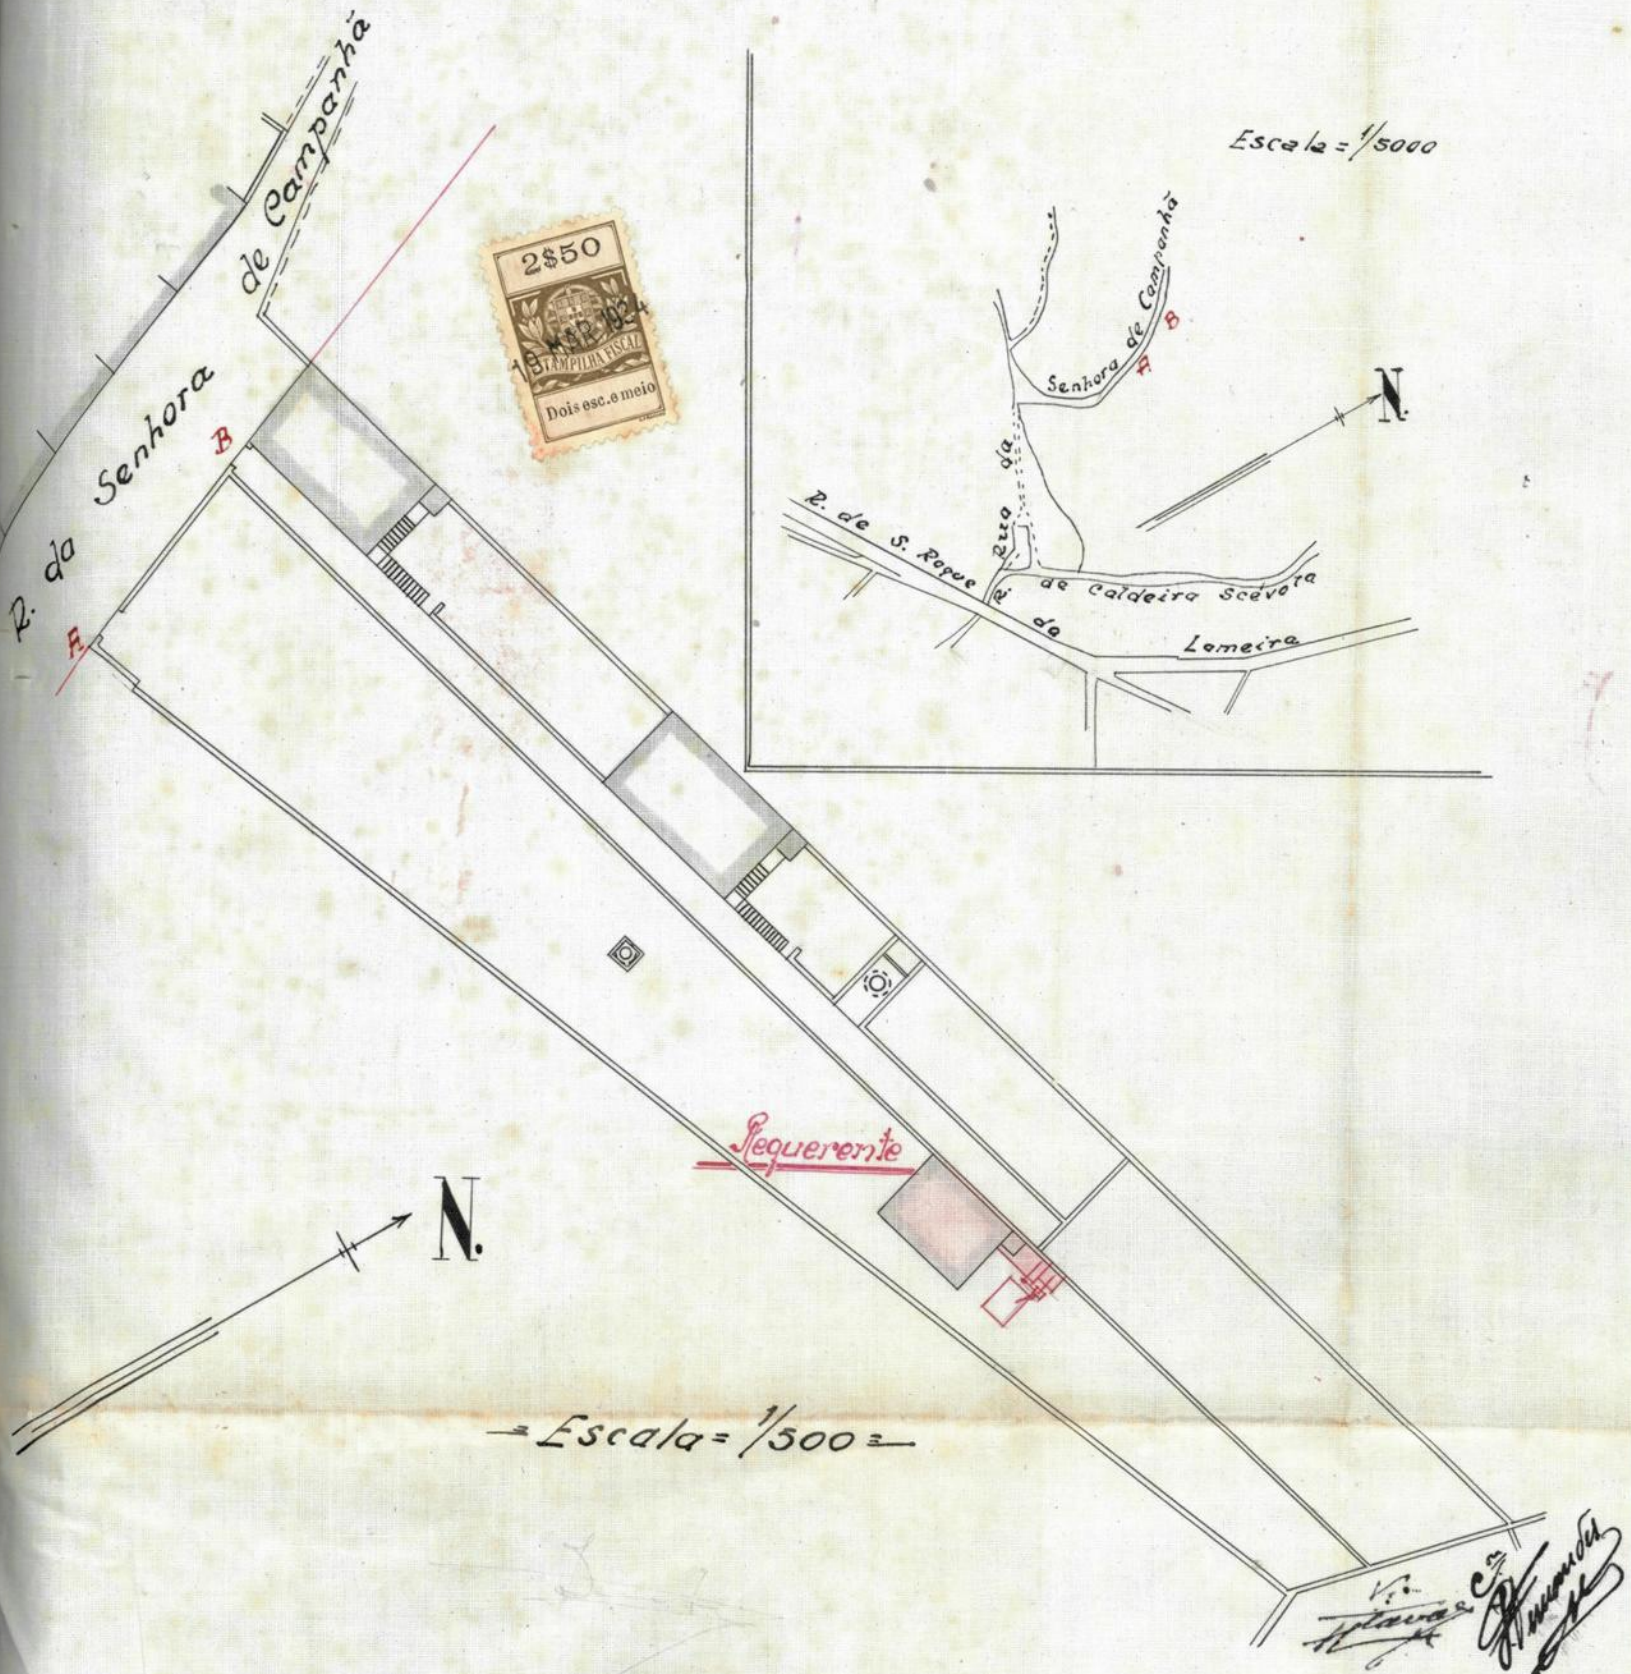 R. da Senhora de Campanhã
A
B
2$50
19 MAR 1924
ESTAMPILHA FISCAL
Dois esc. e meio
Escala = 1/5000
Rua da Senhora de Campanhã
A
B
N.
R. de S. Roque da Lameira
R. de Caldeira Scévola
Requerente
N.
= Escala = 1/500 =